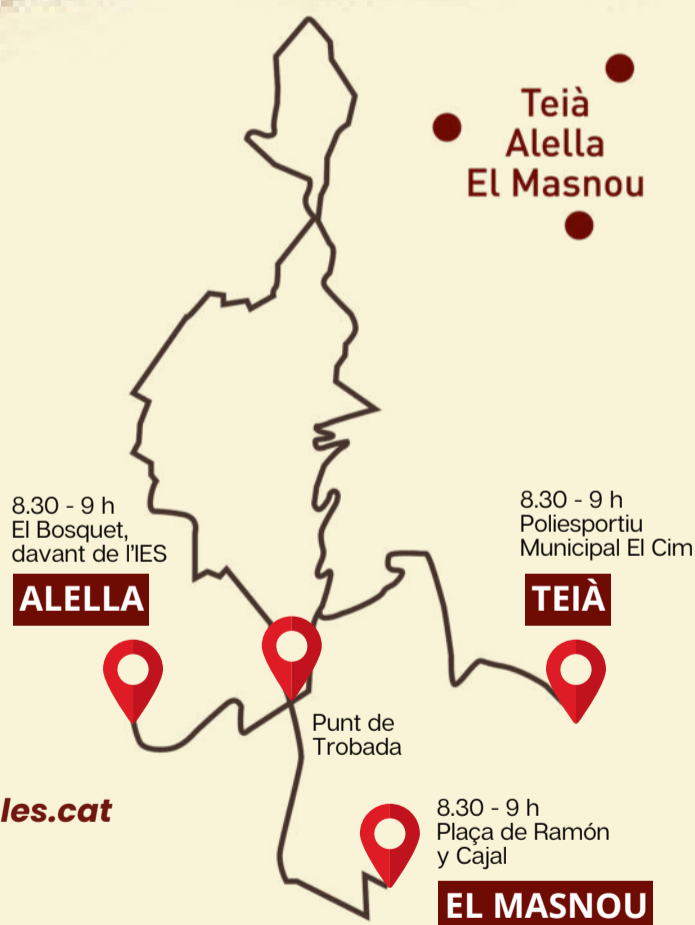 Teià
Alella
El Masnou
8.30 - 9 h
El Bosquet,
davant de l'IES
ALELLA
8.30 - 9 h
Poliesportiu
Municipal El Cim
TEIÀ
Punt de
Trobada
les.cat
8.30 - 9 h
Plaça de Ramón
y Cajal
EL MASNOU